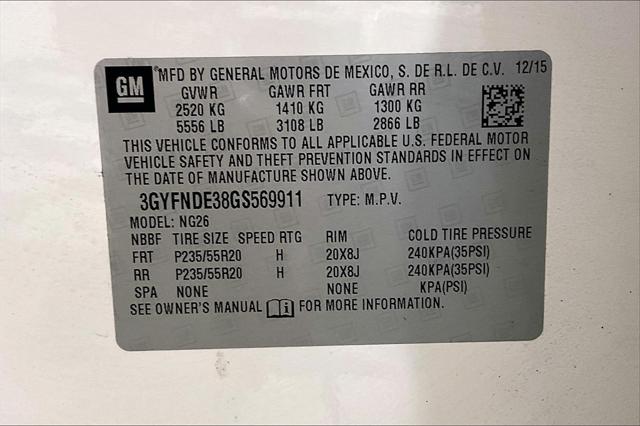 GM MFD BY GENERAL MOTORS DE MEXICO, S. DE R.L. DE C.V. 12/15
GVWR GAWR FRT GAWR RR
2520 KG 1410 KG 1300 KG
5556 LB 3108 LB 2866 LB
THIS VEHICLE CONFORMS TO ALL APPLICABLE U.S. FEDERAL MOTOR
VEHICLE SAFETY AND THEFT PREVENTION STANDARDS IN EFFECT ON
THE DATE OF MANUFACTURE SHOWN ABOVE.
3GYFNDE38GS569911 TYPE: M.P.V.
MODEL: NG26
NBBF TIRE SIZE SPEED RTG RIM COLD TIRE PRESSURE
FRT P235/55R20 H 20X8J 240KPA(35PSI)
RR P235/55R20 H 20X8J 240KPA(35PSI)
SPA NONE NONE KPA(PSI)
SEE OWNER'S MANUAL i FOR MORE INFORMATION.